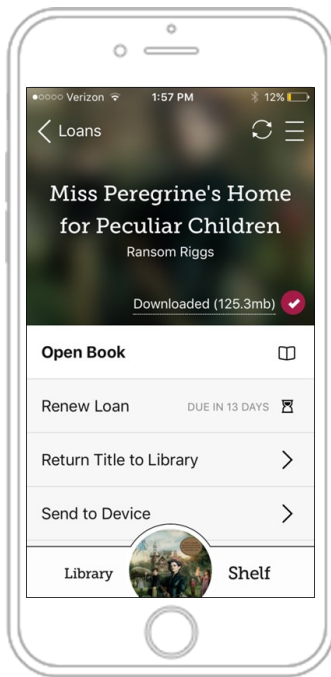 Verizon 1:57 PM 12%
Loans
Miss Peregrine's Home
for Peculiar Children
Ransom Riggs
Downloaded (125.3mb)
Open Book
Renew Loan DUE IN 13 DAYS
Return Title to Library
Send to Device
Library Shelf